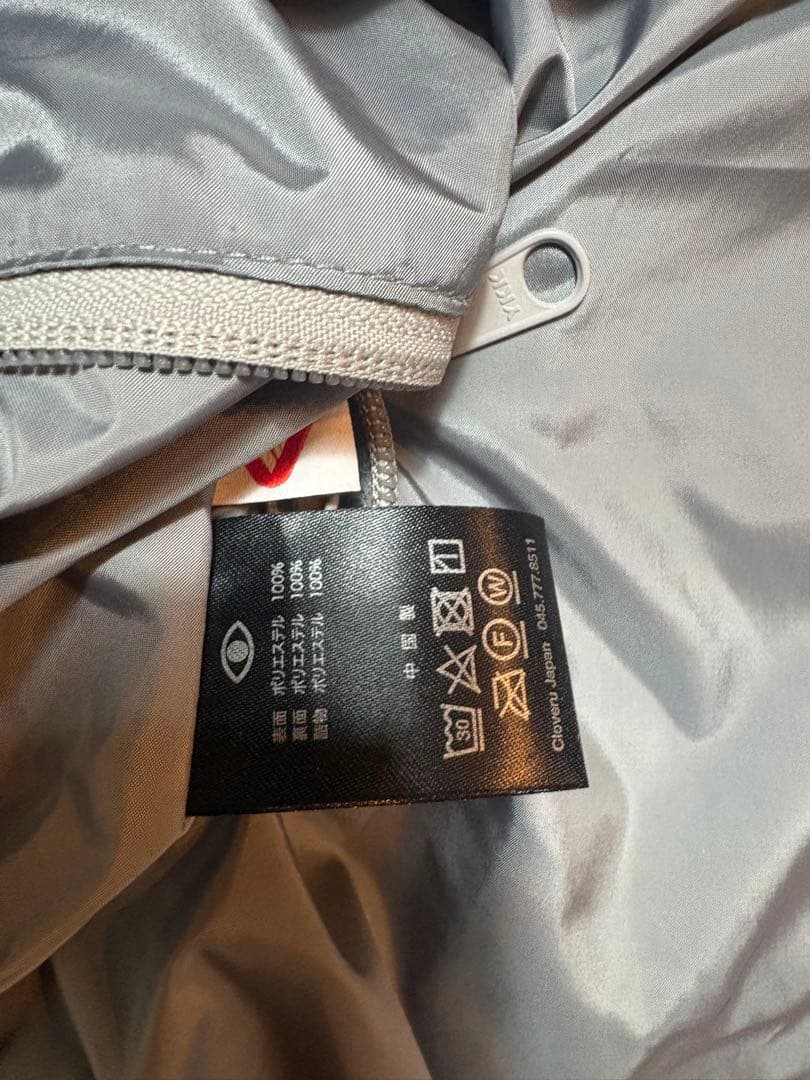 表面 ポリエステル 100%
裏面 ポリエステル 100%
詰物 ポリエステル 100%
中国製
30
F W
Cloveru Japan 045.777.8511
YKK